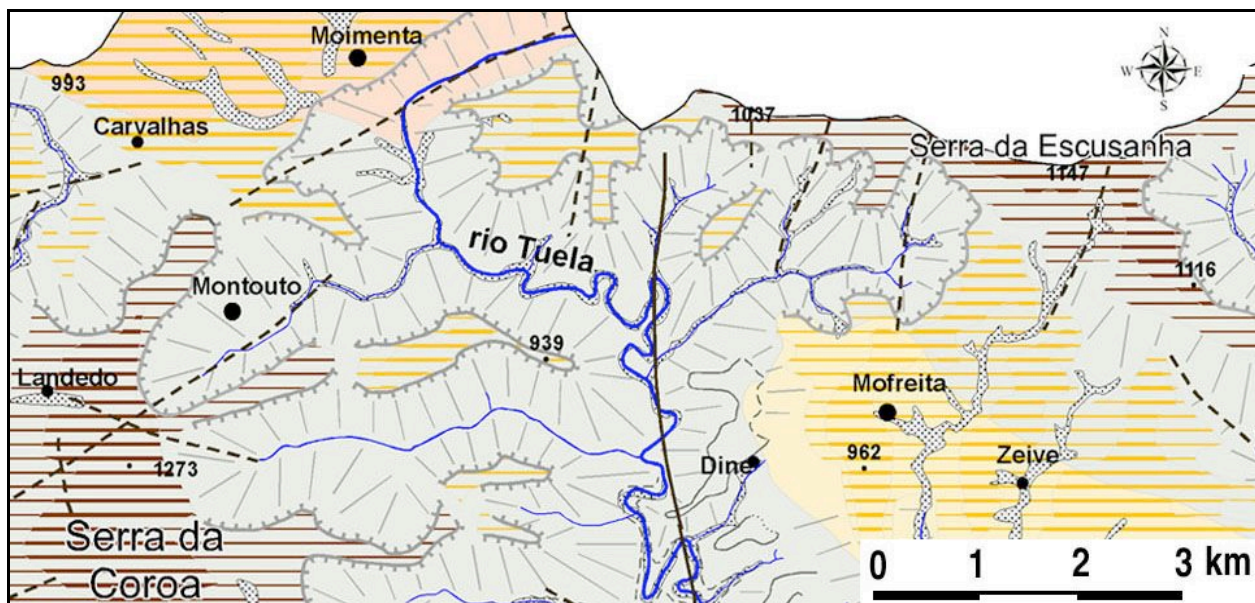 Moimenta
N
W E
S
993
Carvalhas
1037
Serra da Escusanha
1147
rio Tuela
1116
Montouto
939
Landedo
Mofreita
1273
Dine
962
Zeive
Serra da
Coroa
0 1 2 3 km